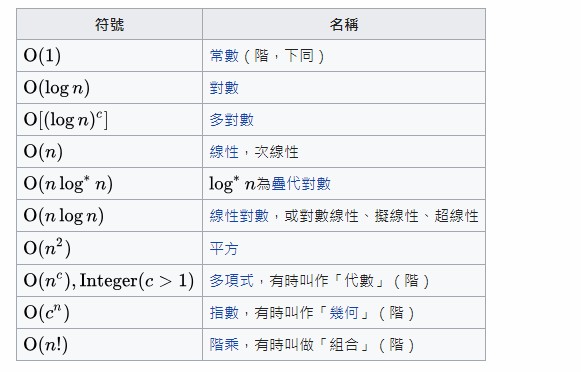 符號 名稱
O(1) 常數(階,下同)
O(log n) 對數
O[(log n)^c] 多對數
O(n) 線性,次線性
O(n log* n) log* n為疊代對數
O(n log n) 線性對數,或對數線性、擬線性、超線性
O(n²) 平方
O(n^c), Integer(c > 1) 多項式,有時叫作「代數」(階)
O(c^n) 指數,有時叫作「幾何」(階)
O(n!) 階乘,有時叫做「組合」(階)